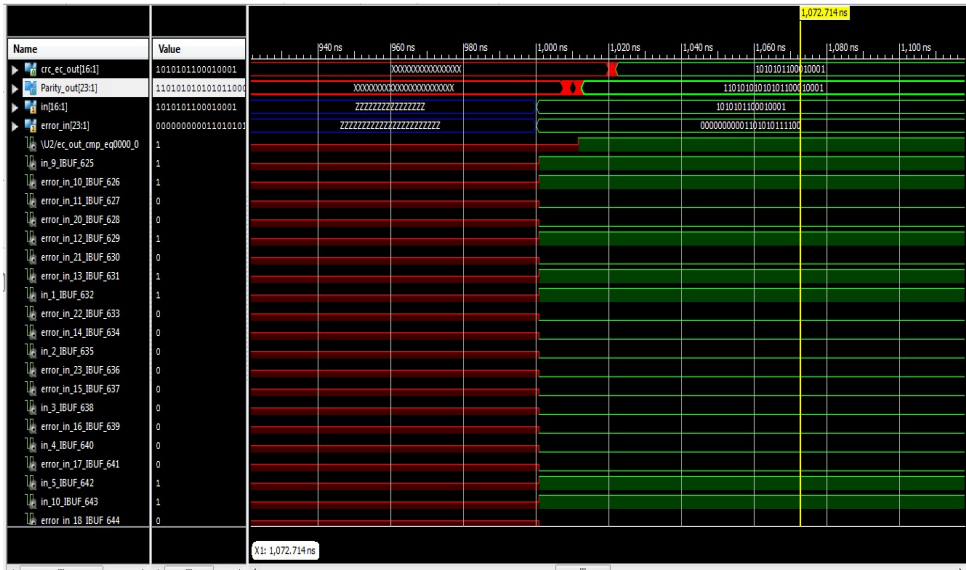 1,072.714 ns
Name Value 940 ns 960 ns 980 ns 1,000 ns 1,020 ns 1,040 ns 1,060 ns 1,080 ns 1,100 ns
crc_ec_out[16:1] 1010101100010001 XXXXXXXXXXXXXXXX 1010101100010001
Parity_out[23:1] 110101010101011000 XXXXXXXXXXXXXXXXXXXXXXX 11010101010101100010001
in[16:1] 1010101100010001 ZZZZZZZZZZZZZZZZ 1010101100010001
error_in[23:1] 000000000011010101 ZZZZZZZZZZZZZZZZZZZZZZZ 00000000001101010111100
\U2/ec_out_cmp_eq0000_0 1
in_9_IBUF_625 1
error_in_10_IBUF_626 1
error_in_11_IBUF_627 0
error_in_20_IBUF_628 0
error_in_12_IBUF_629 1
error_in_21_IBUF_630 0
error_in_13_IBUF_631 1
in_1_IBUF_632 1
error_in_22_IBUF_633 0
error_in_14_IBUF_634 0
in_2_IBUF_635 0
error_in_23_IBUF_636 0
error_in_15_IBUF_637 0
in_3_IBUF_638 0
error_in_16_IBUF_639 0
in_4_IBUF_640 0
error_in_17_IBUF_641 0
in_5_IBUF_642 1
in_10_IBUF_643 1
error_in_18_IBUF_644 0
X1: 1,072.714 ns